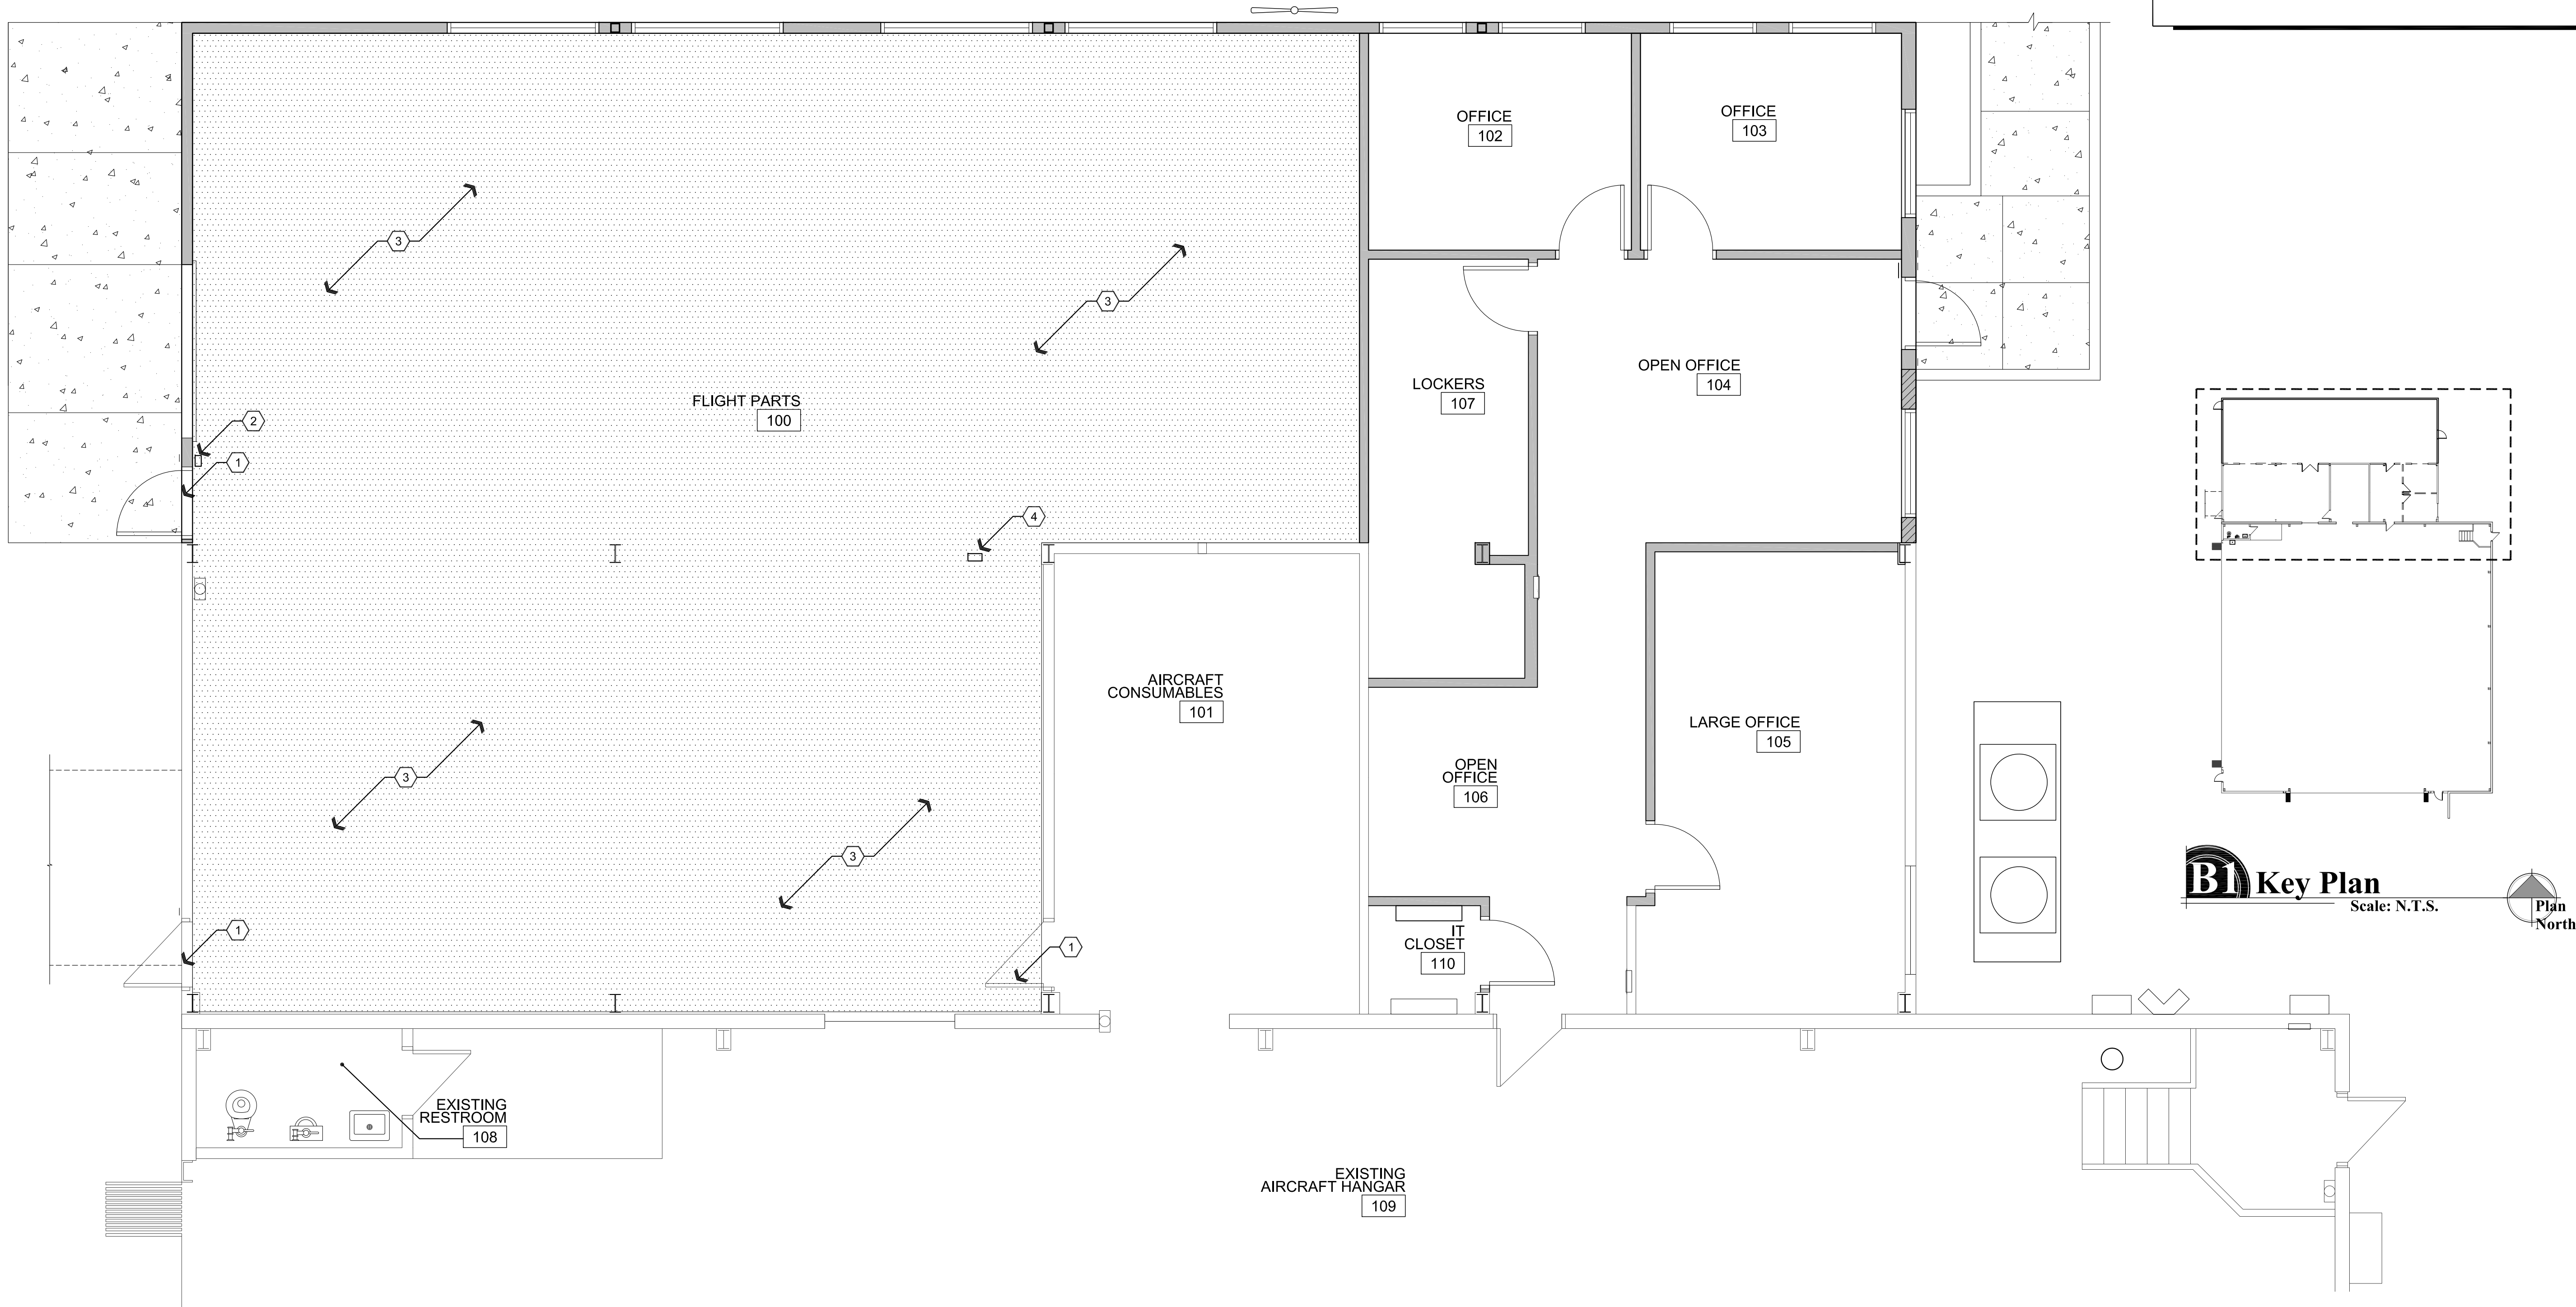 OFFICE
102
OFFICE
103
3
3
FLIGHT PARTS
100
LOCKERS
107
OPEN OFFICE
104
2
1
4
AIRCRAFT
CONSUMABLES
101
LARGE OFFICE
105
OPEN
OFFICE
106
3
3
1
1
IT
CLOSET
110
EXISTING
RESTROOM
108
EXISTING
AIRCRAFT HANGAR
109
B1 Key Plan
Scale: N.T.S.
Plan
North